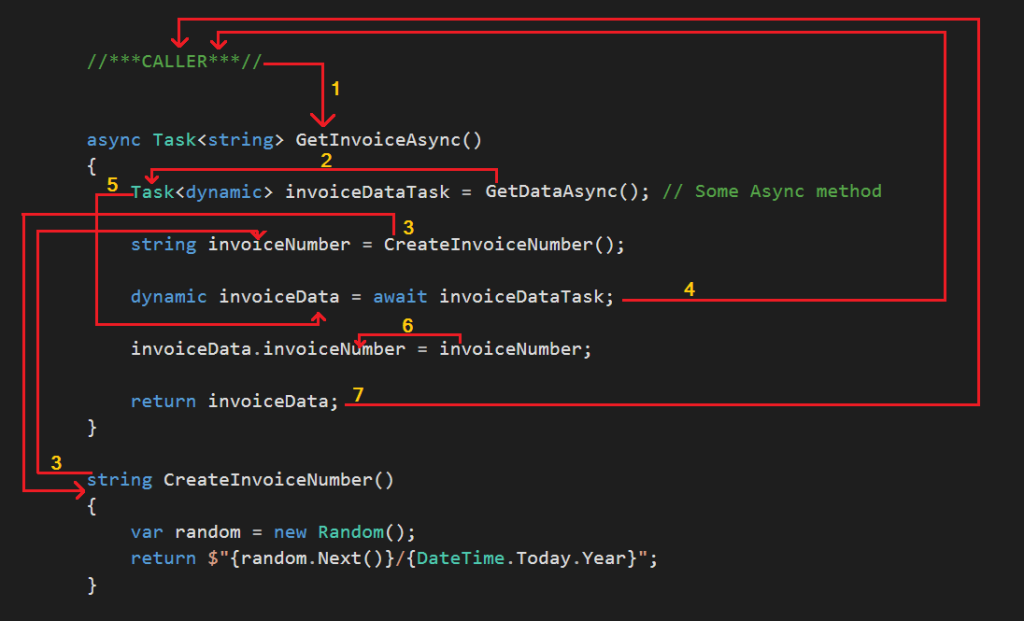 //***CALLER***//
1
async Task<string> GetInvoiceAsync()
{
2
5
Task<dynamic> invoiceDataTask = GetDataAsync(); // Some Async method
3
string invoiceNumber = CreateInvoiceNumber();
4
dynamic invoiceData = await invoiceDataTask;
6
invoiceData.invoiceNumber = invoiceNumber;
7
return invoiceData;
}
3
string CreateInvoiceNumber()
{
var random = new Random();
return $"{random.Next()}/{DateTime.Today.Year}";
}